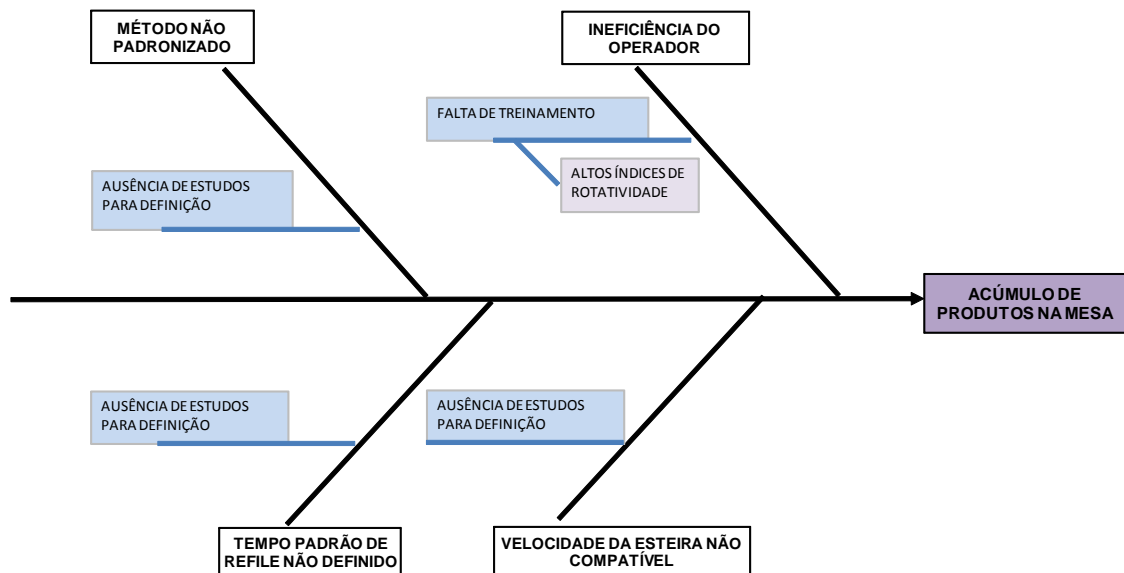 MÉTODO NÃO
PADRONIZADO
INEFICIÊNCIA DO
OPERADOR
FALTA DE TREINAMENTO
ALTOS ÍNDICES DE
ROTATIVIDADE
AUSÊNCIA DE ESTUDOS
PARA DEFINIÇÃO
ACÚMULO DE
PRODUTOS NA MESA
AUSÊNCIA DE ESTUDOS
PARA DEFINIÇÃO
AUSÊNCIA DE ESTUDOS
PARA DEFINIÇÃO
TEMPO PADRÃO DE
REFILE NÃO DEFINIDO
VELOCIDADE DA ESTEIRA NÃO
COMPATÍVEL